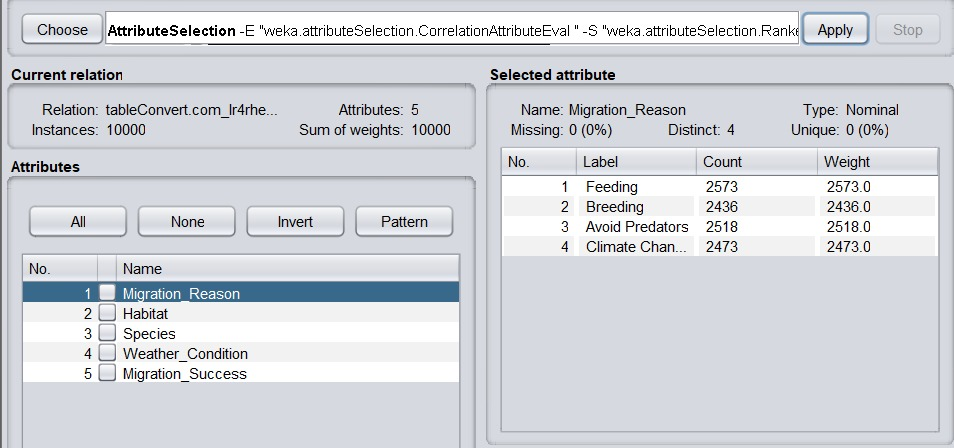 Choose AttributeSelection -E "weka.attributeSelection.CorrelationAttributeEval " -S "weka.attributeSelection.Ranke Apply Stop
Current relation
Relation: tableConvert.com_lr4rhe... Attributes: 5
Instances: 10000 Sum of weights: 10000
Attributes
All None Invert Pattern
No. Name
1 Migration_Reason
2 Habitat
3 Species
4 Weather_Condition
5 Migration_Success
Selected attribute
Name: Migration_Reason Type: Nominal
Missing: 0 (0%) Distinct: 4 Unique: 0 (0%)
No. Label Count Weight
1 Feeding 2573 2573.0
2 Breeding 2436 2436.0
3 Avoid Predators 2518 2518.0
4 Climate Chan... 2473 2473.0